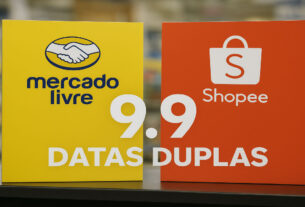 mercado
livre
S
Shopee
9.9
DATAS DUPLAS